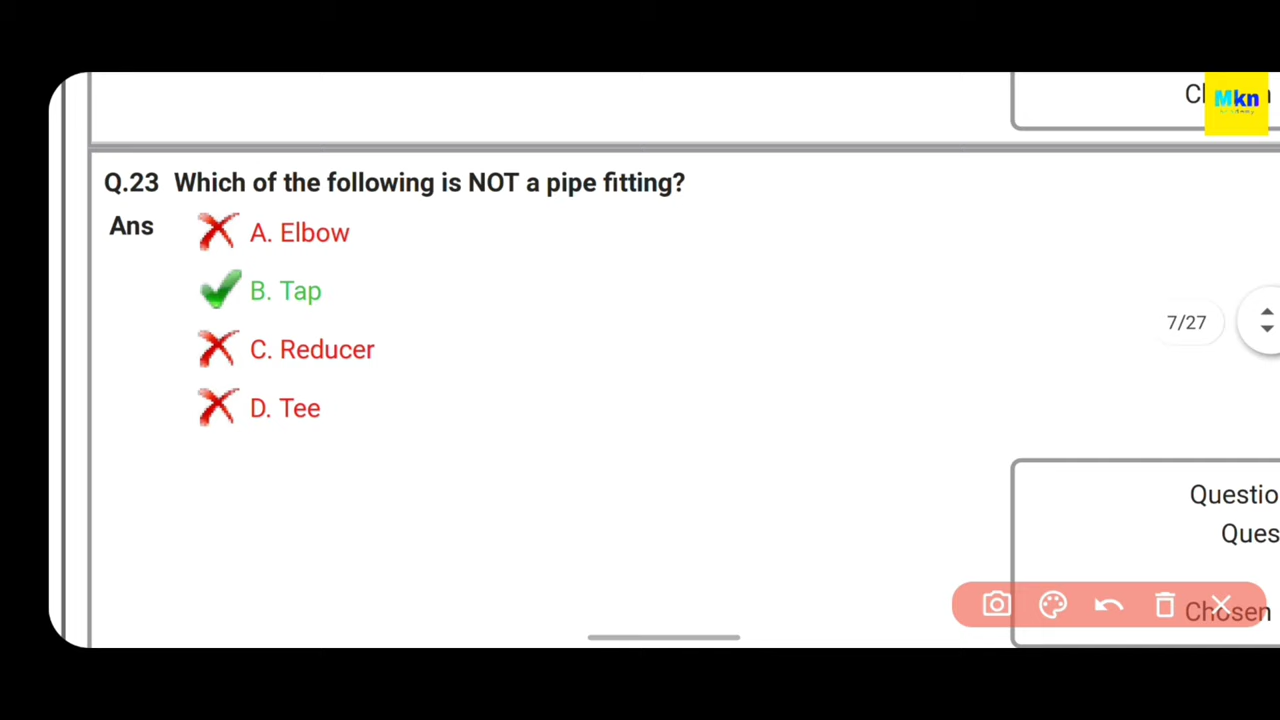 Mkn
Q.23 Which of the following is NOT a pipe fitting?
Ans
A. Elbow
B. Tap
C. Reducer
D. Tee
7/27
Questio
Ques
Chosen